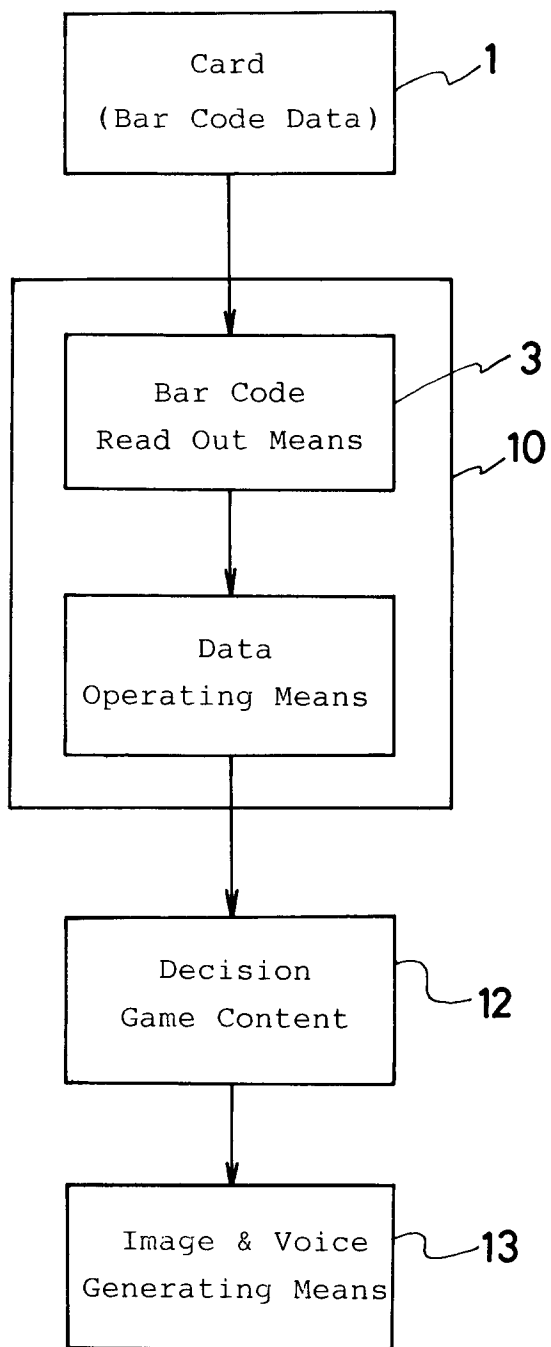 Card
(Bar Code Data)
1
Bar Code
Read Out Means
3
10
Data
Operating Means
Decision
Game Content
12
Image & Voice
Generating Means
13